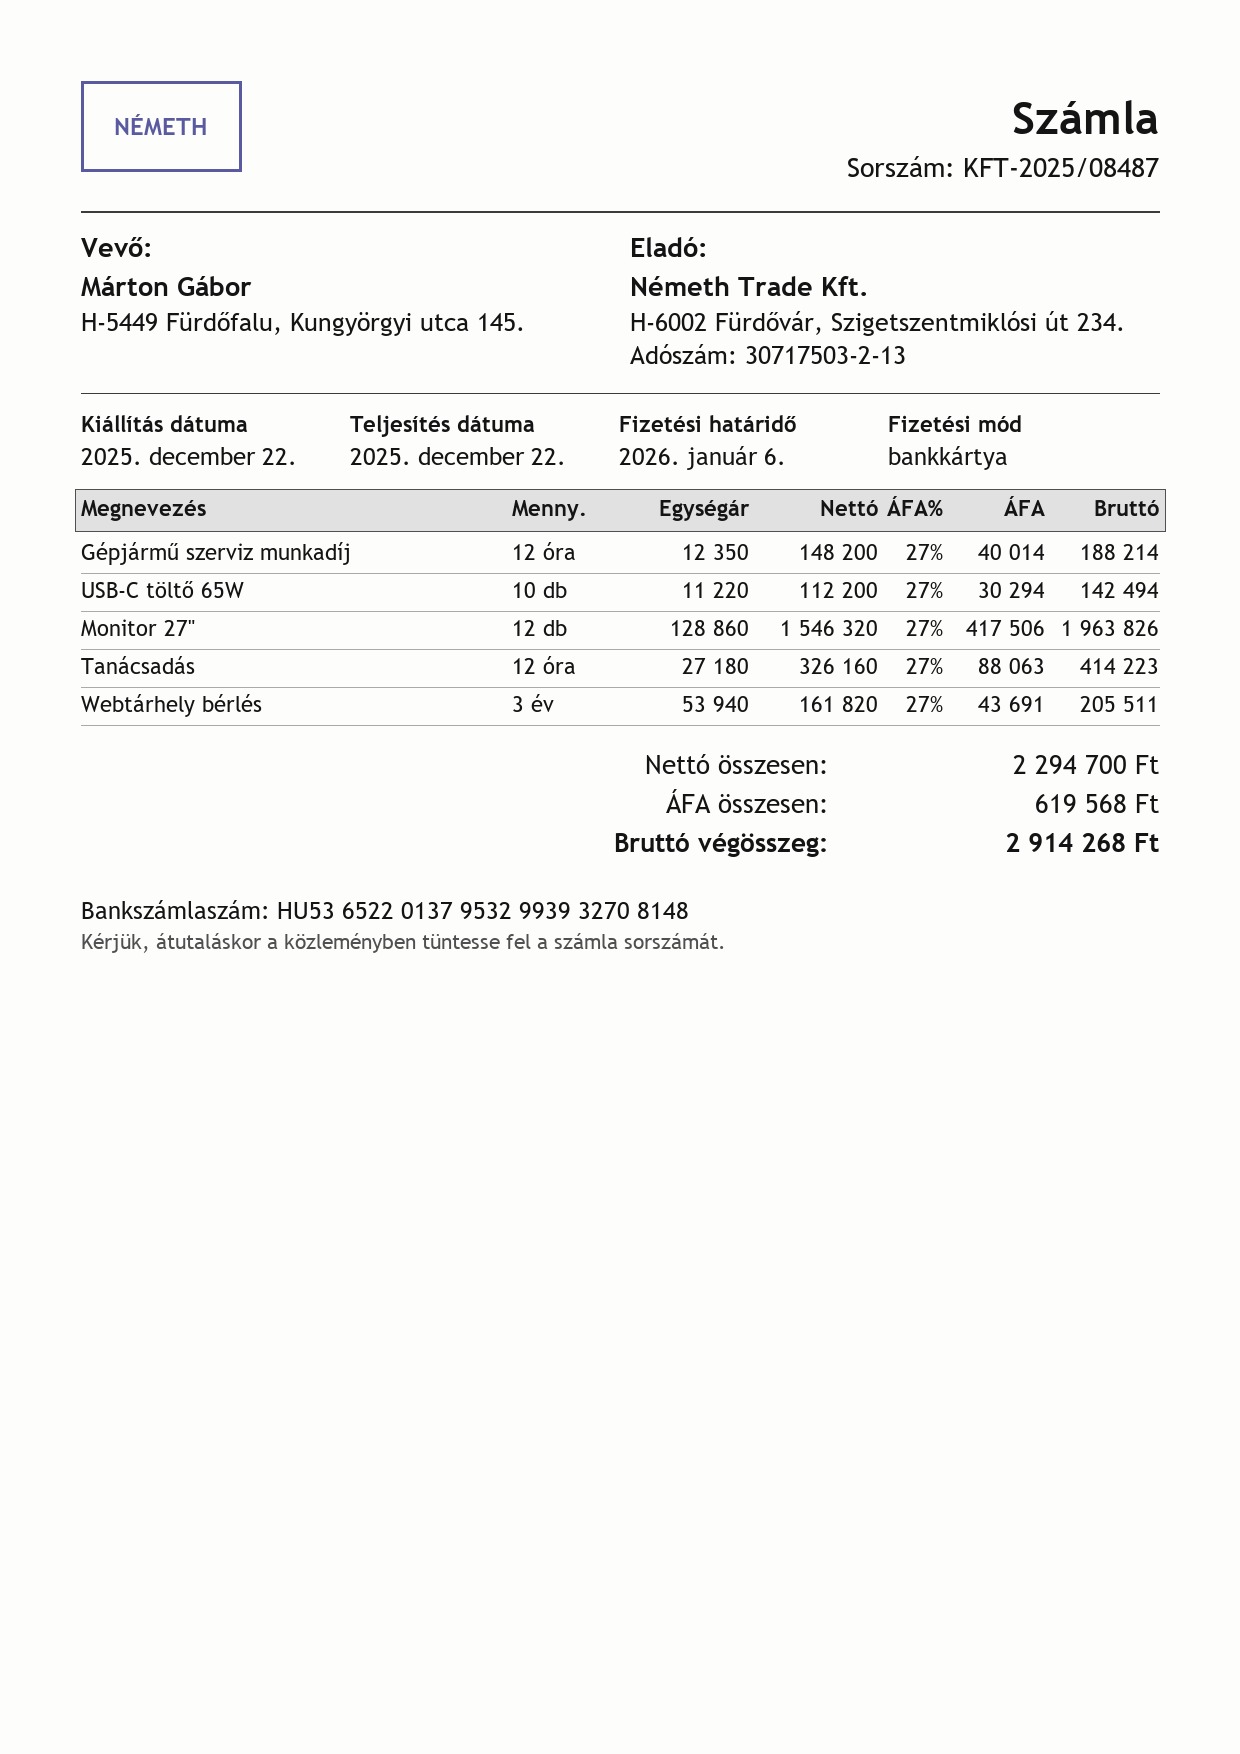 NÉMETH
Számla
Sorszám: KFT-2025/08487
Vevő:
Márton Gábor
H-5449 Fürdőfalu, Kungyörgyi utca 145.
Eladó:
Németh Trade Kft.
H-6002 Fürdővár, Szigetszentmiklósi út 234.
Adószám: 30717503-2-13
Kiállítás dátuma Teljesítés dátuma Fizetési határidő Fizetési mód
2025. december 22. 2025. december 22. 2026. január 6. bankkártya
Megnevezés Menny. Egységár Nettó ÁFA% ÁFA Bruttó
Gépjármű szerviz munkadíj 12 óra 12 350 148 200 27% 40 014 188 214
USB-C töltő 65W 10 db 11 220 112 200 27% 30 294 142 494
Monitor 27" 12 db 128 860 1 546 320 27% 417 506 1 963 826
Tanácsadás 12 óra 27 180 326 160 27% 88 063 414 223
Webtárhely bérlés 3 év 53 940 161 820 27% 43 691 205 511
Nettó összesen: 2 294 700 Ft
ÁFA összesen: 619 568 Ft
Bruttó végösszeg: 2 914 268 Ft
Bankszámlaszám: HU53 6522 0137 9532 9939 3270 8148
Kérjük, átutaláskor a közleményben tüntesse fel a számla sorszámát.